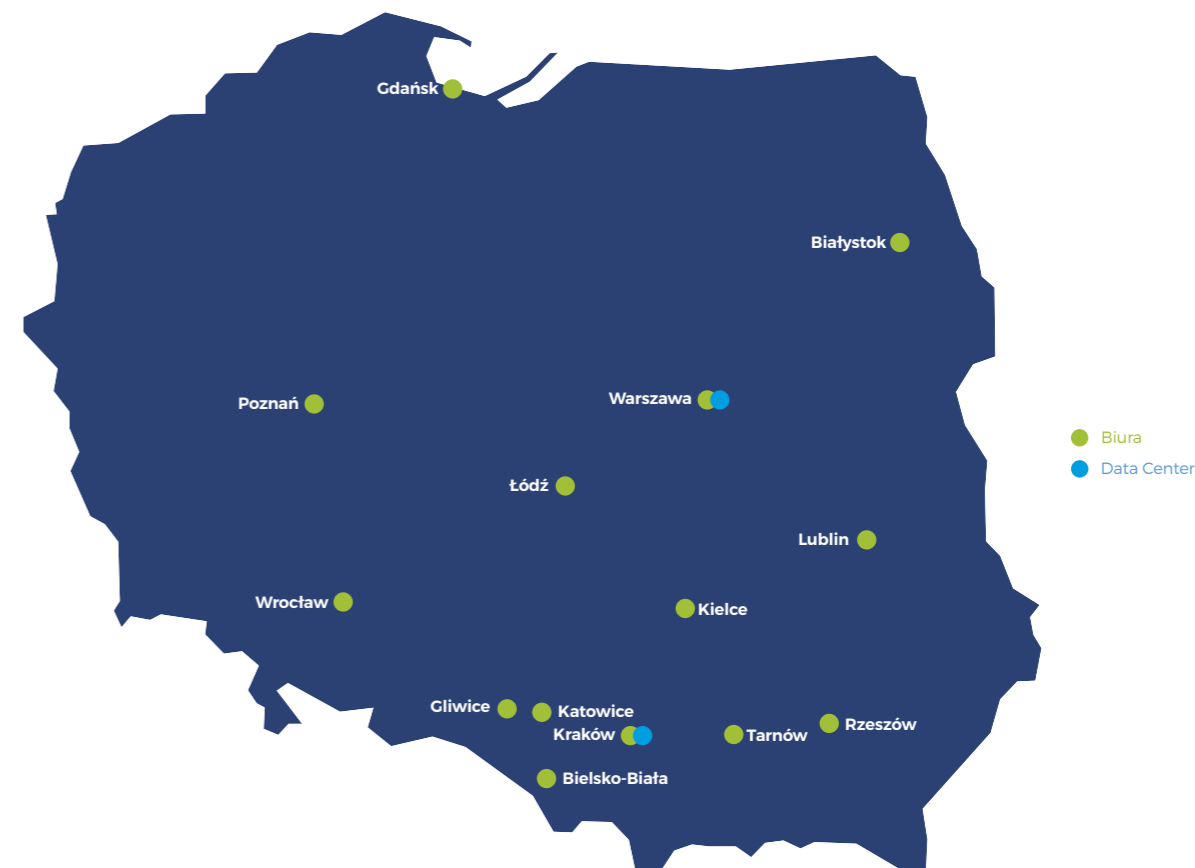 Gdańsk
Białystok
Poznań
Warszawa
Łódź
Lublin
Wrocław
Kielce
Gliwice
Katowice
Kraków
Tarnów
Rzeszów
Bielsko-Biała
Biura
Data Center